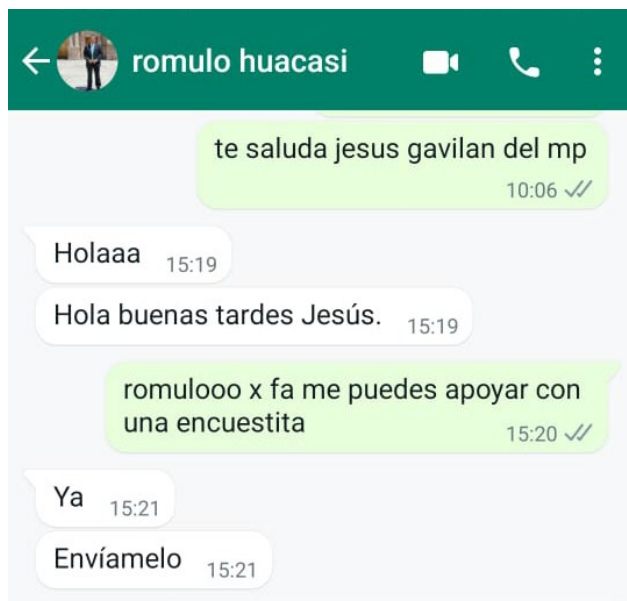 romulo huacasi
te saluda jesus gavilan del mp
10:06
Holaaa 15:19
Hola buenas tardes Jesús. 15:19
romulooo x fa me puedes apoyar con
una encuestita 15:20
Ya 15:21
Envíamelo 15:21